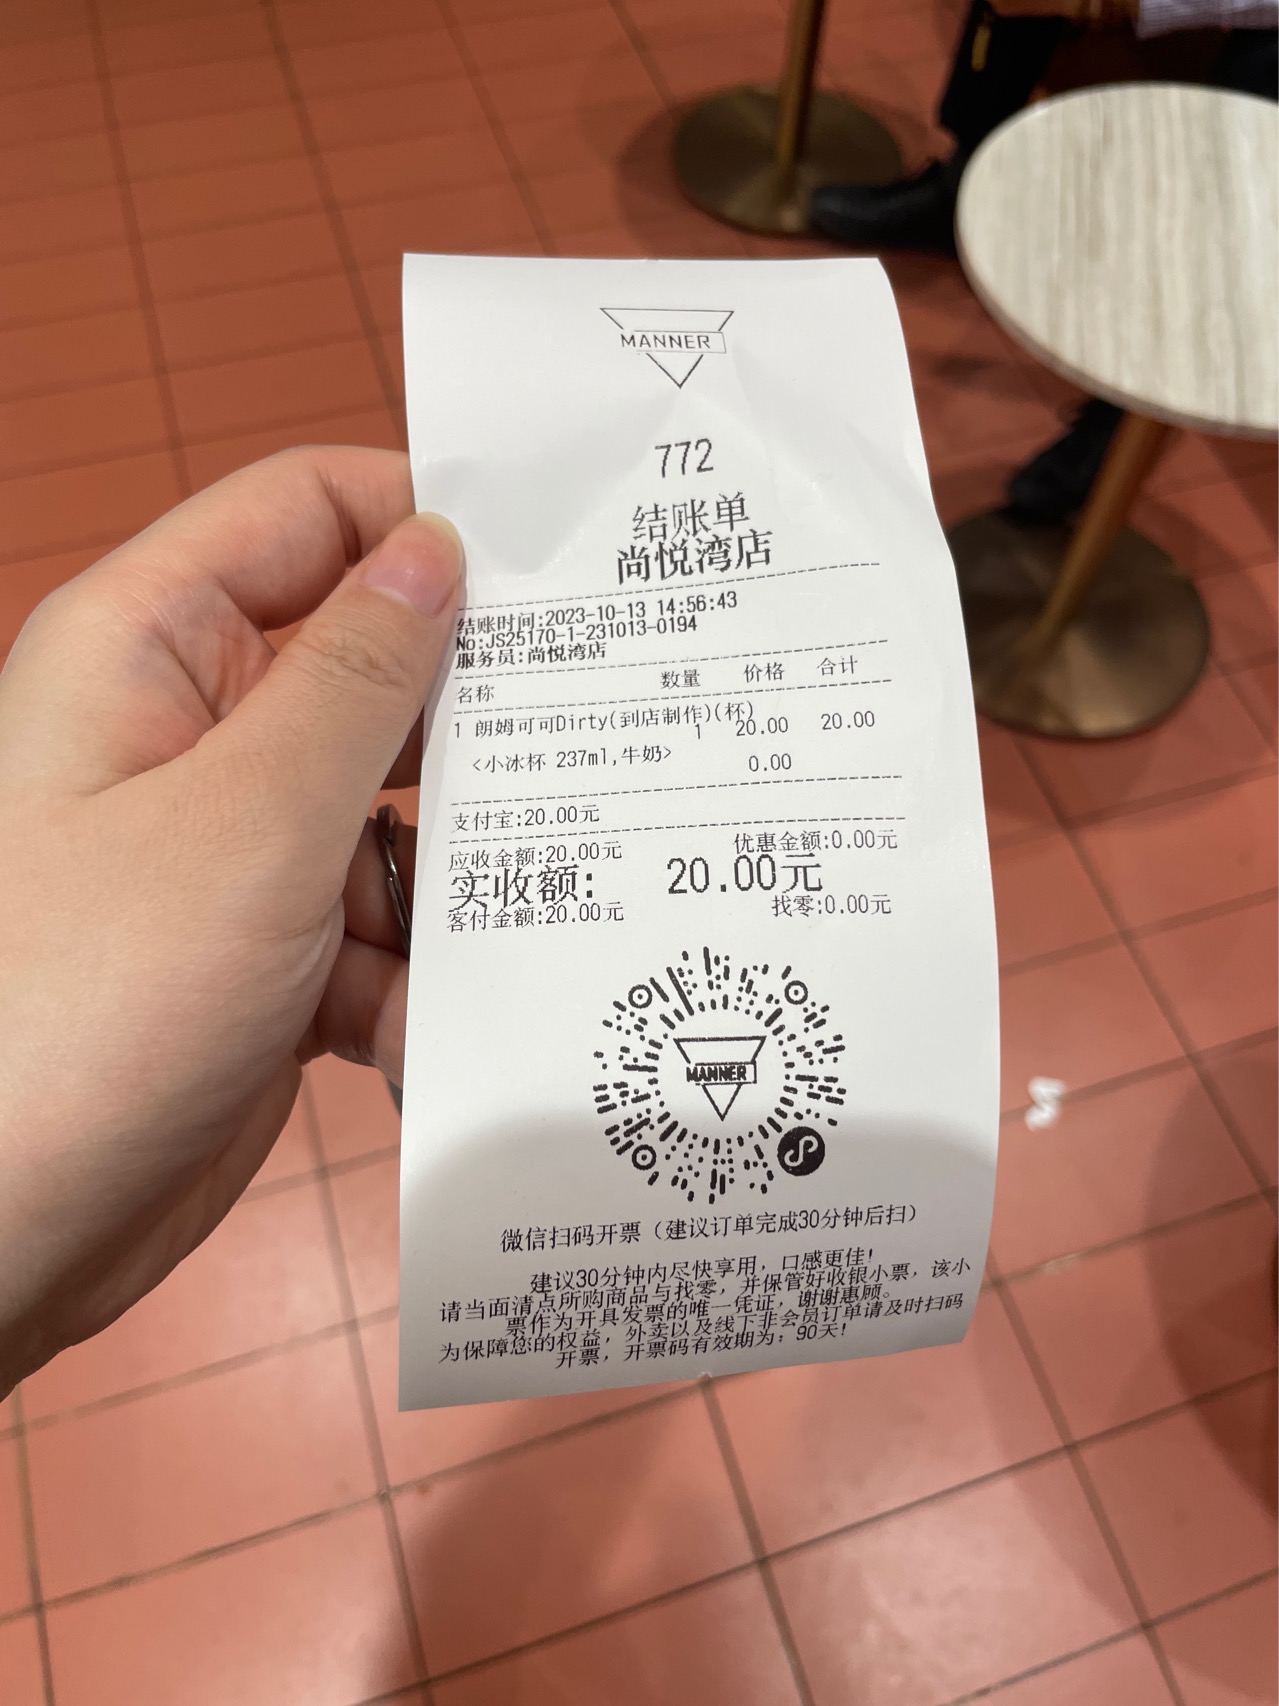 MANNER
772
结账单
尚悦湾店
结账时间:2023-10-13 14:56:43
No:JS25170-1-231013-0194
服务员:尚悦湾店
名称 数量 价格 合计
1 朗姆可可Dirty(到店制作)(杯)
1 20.00 20.00
<小冰杯 237ml,牛奶> 0.00
支付宝:20.00元
应收金额:20.00元 优惠金额:0.00元
实收额: 20.00元
客付金额:20.00元 找零:0.00元
MANNER
微信扫码开票（建议订单完成30分钟后扫）
建议30分钟内尽快享用，口感更佳！
请当面清点所购商品与找零，并保管好收银小票，该小
票作为开具发票的唯一凭证，谢谢惠顾。
为保障您的权益，外卖以及线下非会员订单请及时扫码
开票，开票码有效期为：90天！